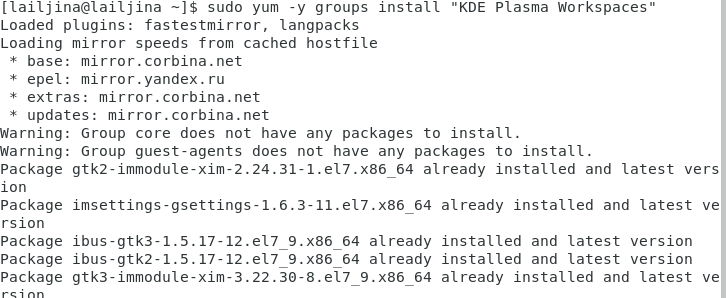 [lailjina@lailjina ~]$ sudo yum -y groups install "KDE Plasma Workspaces"
Loaded plugins: fastestmirror, langpacks
Loading mirror speeds from cached hostfile
 * base: mirror.corbina.net
 * epel: mirror.yandex.ru
 * extras: mirror.corbina.net
 * updates: mirror.corbina.net
Warning: Group core does not have any packages to install.
Warning: Group guest-agents does not have any packages to install.
Package gtk2-immodule-xim-2.24.31-1.el7.x86_64 already installed and latest vers
ion
Package imsettings-gsettings-1.6.3-11.el7.x86_64 already installed and latest ve
rsion
Package ibus-gtk3-1.5.17-12.el7_9.x86_64 already installed and latest version
Package ibus-gtk2-1.5.17-12.el7_9.x86_64 already installed and latest version
Package gtk3-immodule-xim-3.22.30-8.el7_9.x86_64 already installed and latest ve
rsion